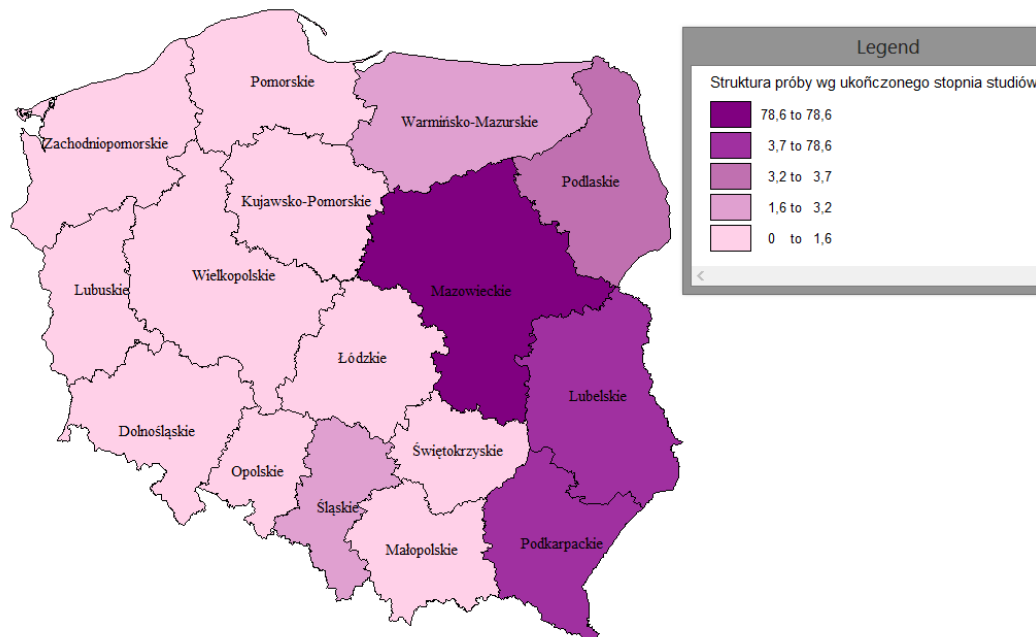 Legend
Struktura próby wg ukończonego stopnia studiów
78,6 to 78,6
3,7 to 78,6
3,2 to 3,7
1,6 to 3,2
0 to 1,6
Pomorskie
Warmińsko-Mazurskie
Zachodniopomorskie
Podlaskie
Kujawsko-Pomorskie
Wielkopolskie
Lubuskie
Mazowieckie
Łódzkie
Lubelskie
Dolnośląskie
Świętokrzyskie
Opolskie
Śląskie
Małopolskie
Podkarpackie